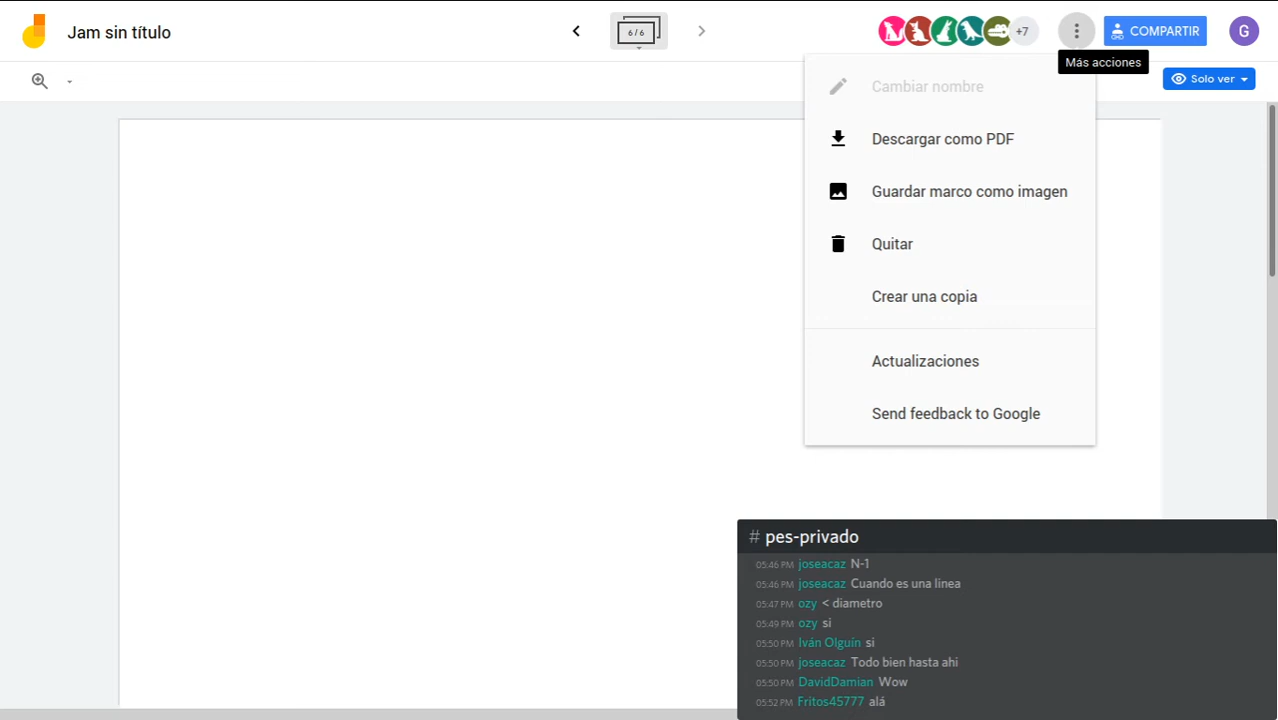 Jam sin título
6/6
+7
COMPARTIR
G
Más acciones
Solo ver
Cambiar nombre
Descargar como PDF
Guardar marco como imagen
Quitar
Crear una copia
Actualizaciones
Send feedback to Google
# pes-privado
05:46 PM joseacaz N-1
05:46 PM joseacaz Cuando es una linea
05:47 PM ozy < diametro
05:49 PM ozy si
05:50 PM Iván Olguín si
05:50 PM joseacaz Todo bien hasta ahi
05:50 PM DavidDamian Wow
05:52 PM Fritos45777 alá